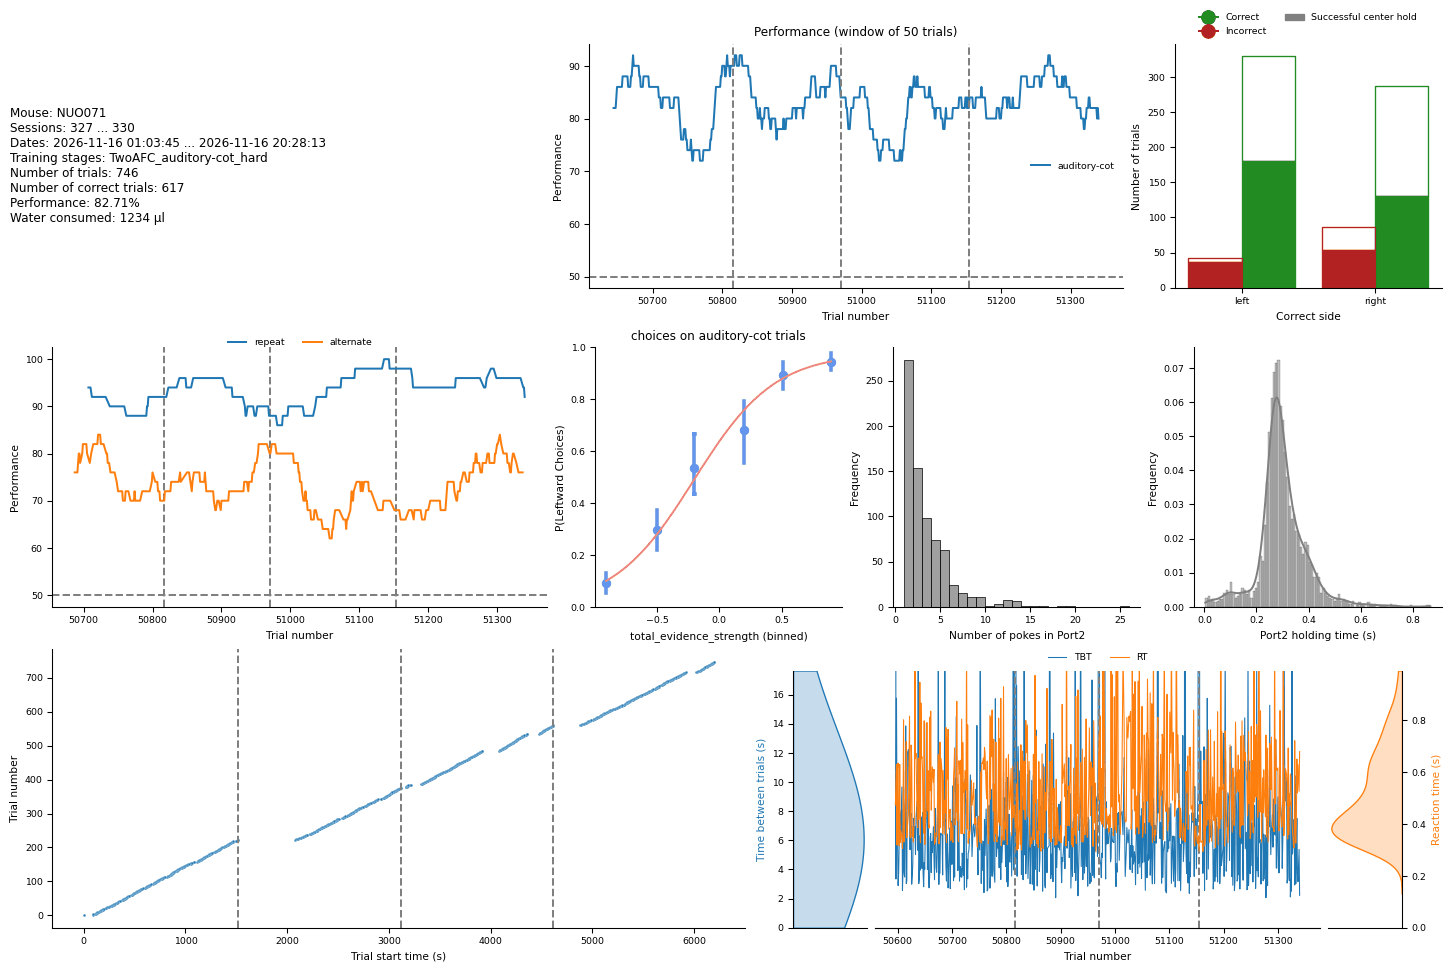 Mouse: NUO071
Sessions: 327 ... 330
Dates: 2026-11-16 01:03:45 ... 2026-11-16 20:28:13
Training stages: TwoAFC_auditory-cot_hard
Number of trials: 746
Number of correct trials: 617
Performance: 82.71%
Water consumed: 1234 µl
Performance (window of 50 trials)
Performance
90
80
70
60
50
auditory-cot
50700 50800 50900 51000 51100 51200 51300
Trial number
Correct
Incorrect
Successful center hold
Number of trials
300
250
200
150
100
50
0
left right
Correct side
repeat alternate
Performance
100
90
80
70
60
50
50700 50800 50900 51000 51100 51200 51300
Trial number
choices on auditory-cot trials
P(Leftward Choices)
1.0
0.8
0.6
0.4
0.2
0.0
−0.5 0.0 0.5
total_evidence_strength (binned)
Frequency
250
200
150
100
50
0
0 5 10 15 20 25
Number of pokes in Port2
Frequency
0.07
0.06
0.05
0.04
0.03
0.02
0.01
0.00
0.0 0.2 0.4 0.6 0.8
Port2 holding time (s)
Trial number
700
600
500
400
300
200
100
0
0 1000 2000 3000 4000 5000 6000
Trial start time (s)
TBT RT
Time between trials (s)
16
14
12
10
8
6
4
2
0
50600 50700 50800 50900 51000 51100 51200 51300
Trial number
0.8
0.6
0.4
0.2
0.0
Reaction time (s)